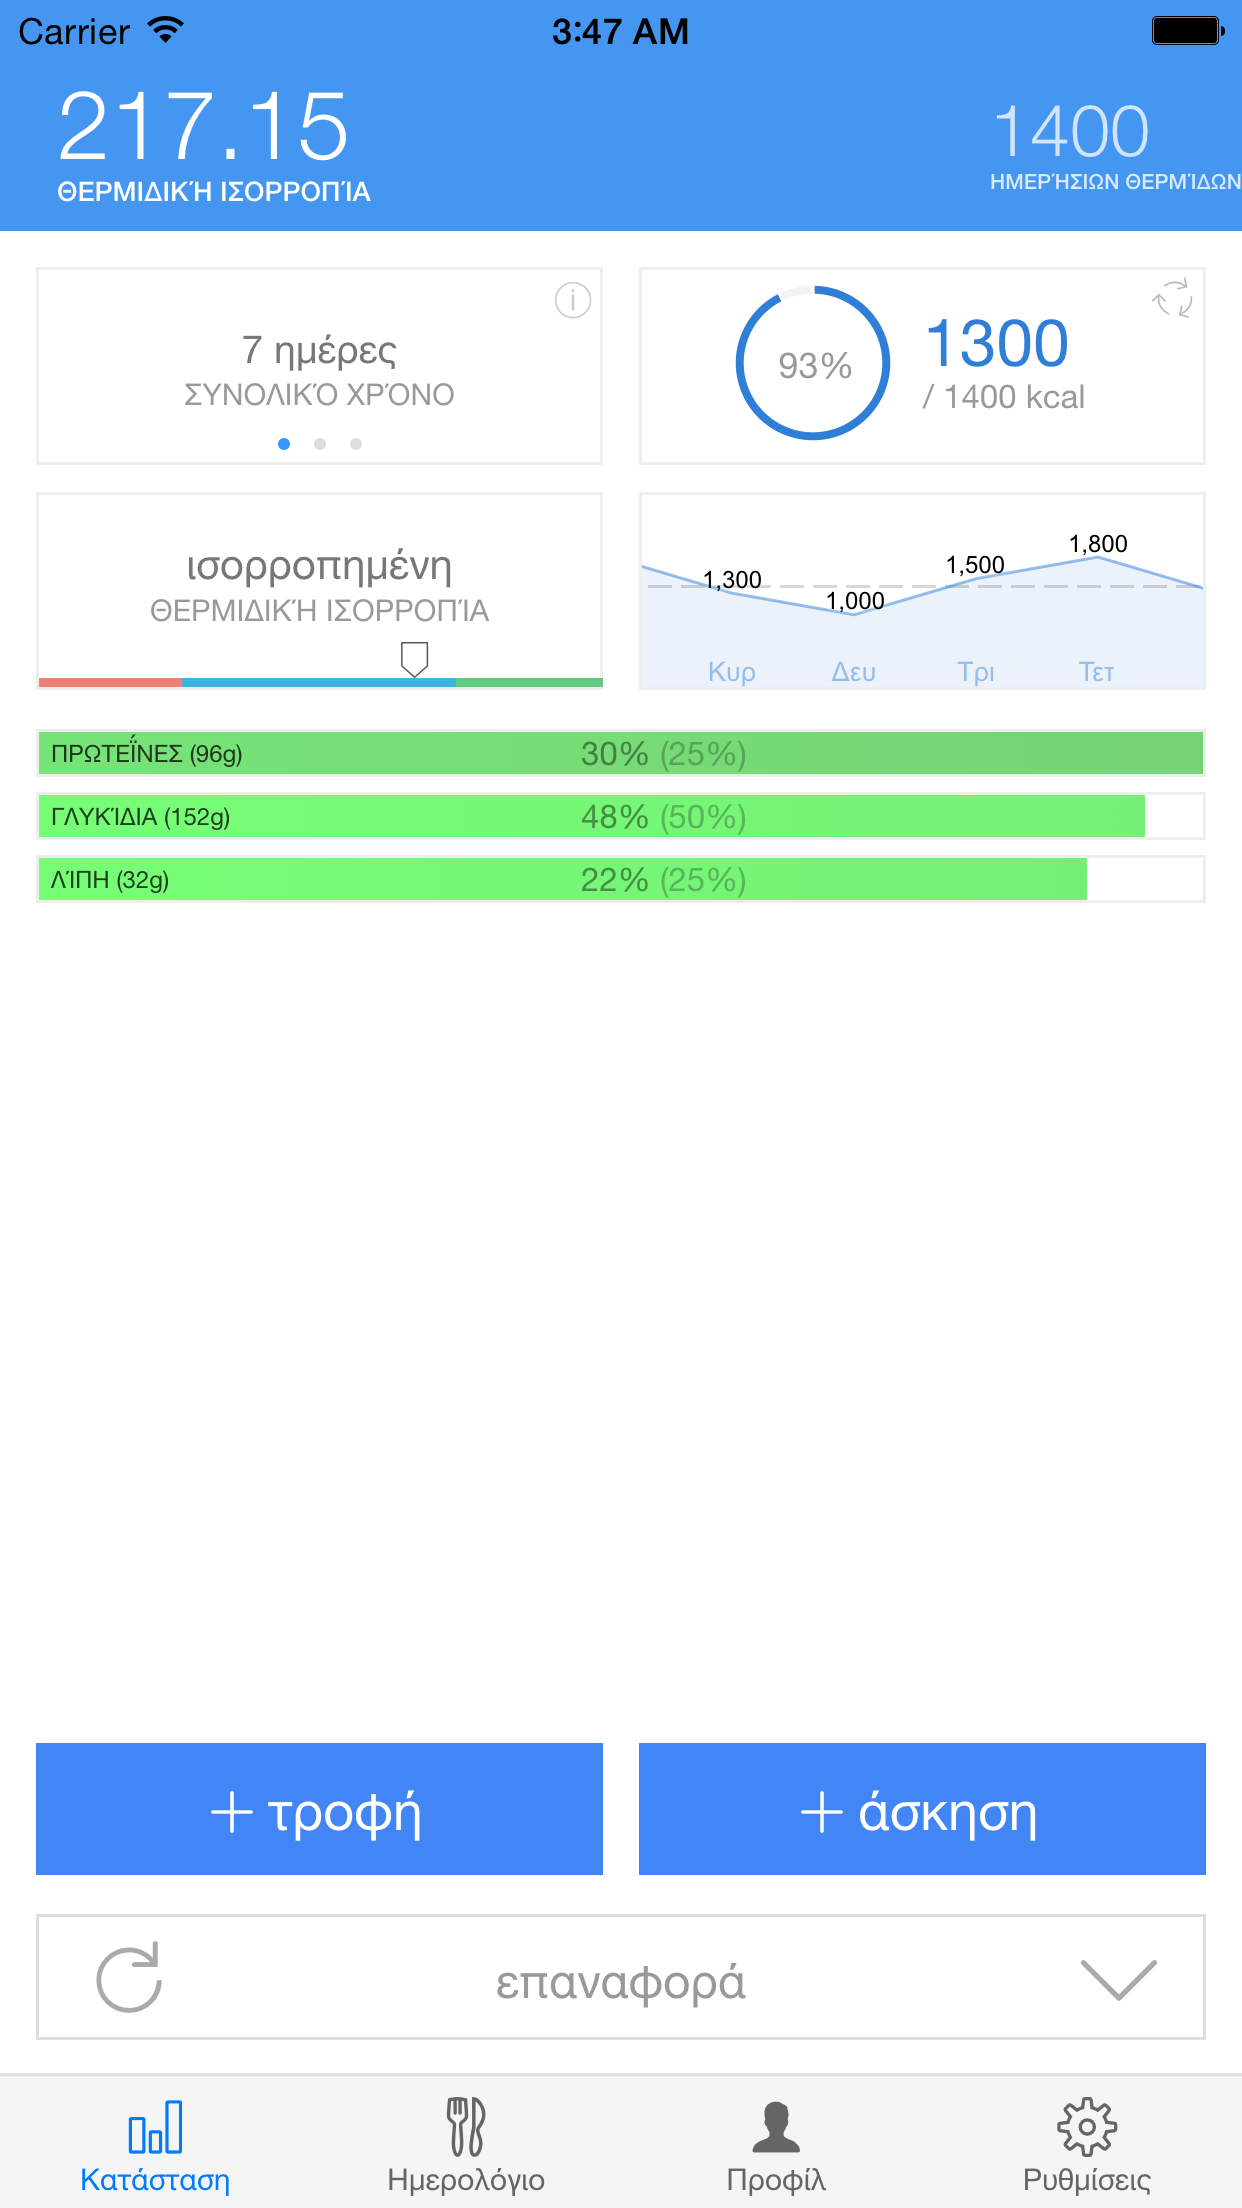 Carrier 3:47 AM
217.15
ΘΕΡΜΙΔΙΚΉ ΙΣΟΡΡΟΠΊΑ
1400
ΗΜΕΡΉΣΙΩΝ ΘΕΡΜΊΔΩΝ
7 ημέρες
ΣΥΝΟΛΙΚΌ ΧΡΌΝΟ
93%
1300
/ 1400 kcal
ισορροπημένη
ΘΕΡΜΙΔΙΚΉ ΙΣΟΡΡΟΠΊΑ
1,300 1,000 1,500 1,800
Κυρ Δευ Τρι Τετ
ΠΡΩΤΕΪ́ΝΕΣ (96g) 30% (25%)
ΓΛΥΚΊΔΙΑ (152g) 48% (50%)
ΛΊΠΗ (32g) 22% (25%)
+ τροφή
+ άσκηση
επαναφορά
Κατάσταση Ημερολόγιο Προφίλ Ρυθμίσεις